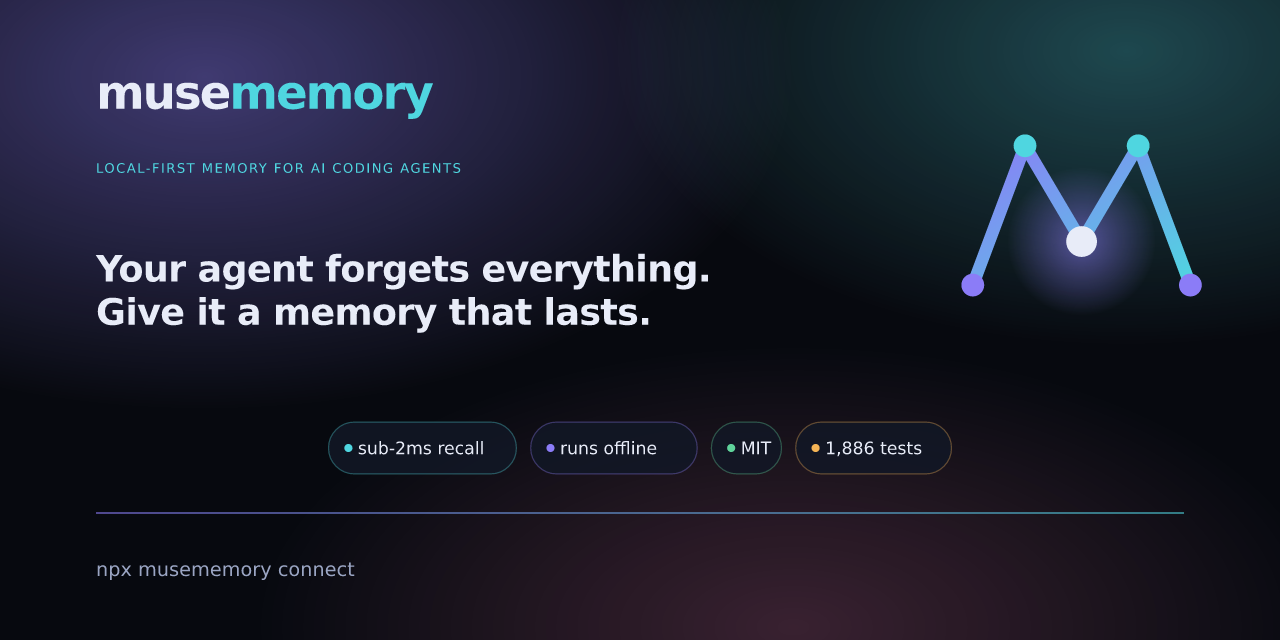 musememory
LOCAL-FIRST MEMORY FOR AI CODING AGENTS
Your agent forgets everything.
Give it a memory that lasts.
sub-2ms recall
runs offline
MIT
1,886 tests
npx musememory connect